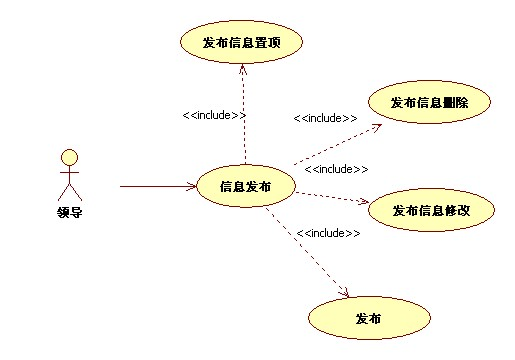 发布信息置顶
发布信息删除
<<include>>
<<include>>
<<include>>
信息发布
领导
发布信息修改
<<include>>
发布